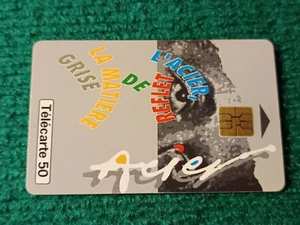 L'ACIER,
REFLET
DE
LA MATIERE
GRISE
Acier
Télécarte 50